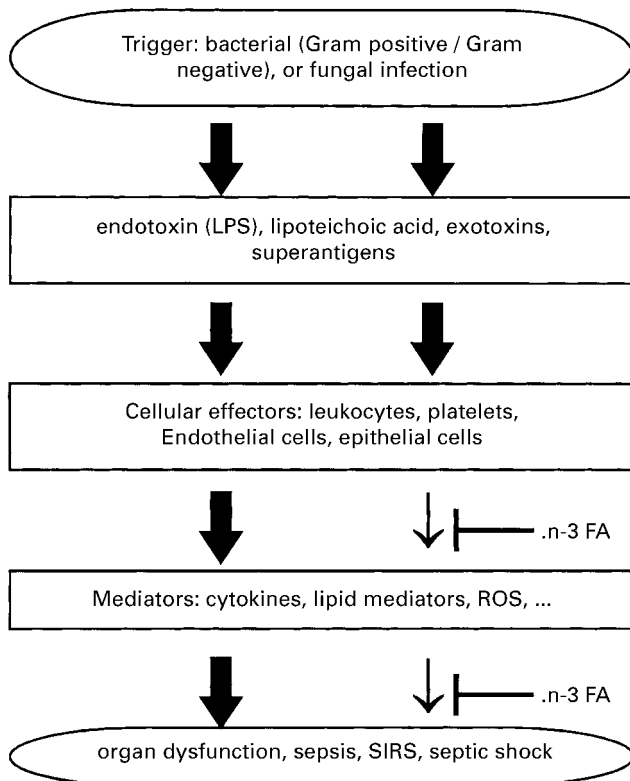 Trigger: bacterial (Gram positive / Gram
negative), or fungal infection
endotoxin (LPS), lipoteichoic acid, exotoxins,
superantigens
Cellular effectors: leukocytes, platelets,
Endothelial cells, epithelial cells
.n-3 FA
Mediators: cytokines, lipid mediators, ROS, ...
.n-3 FA
organ dysfunction, sepsis, SIRS, septic shock